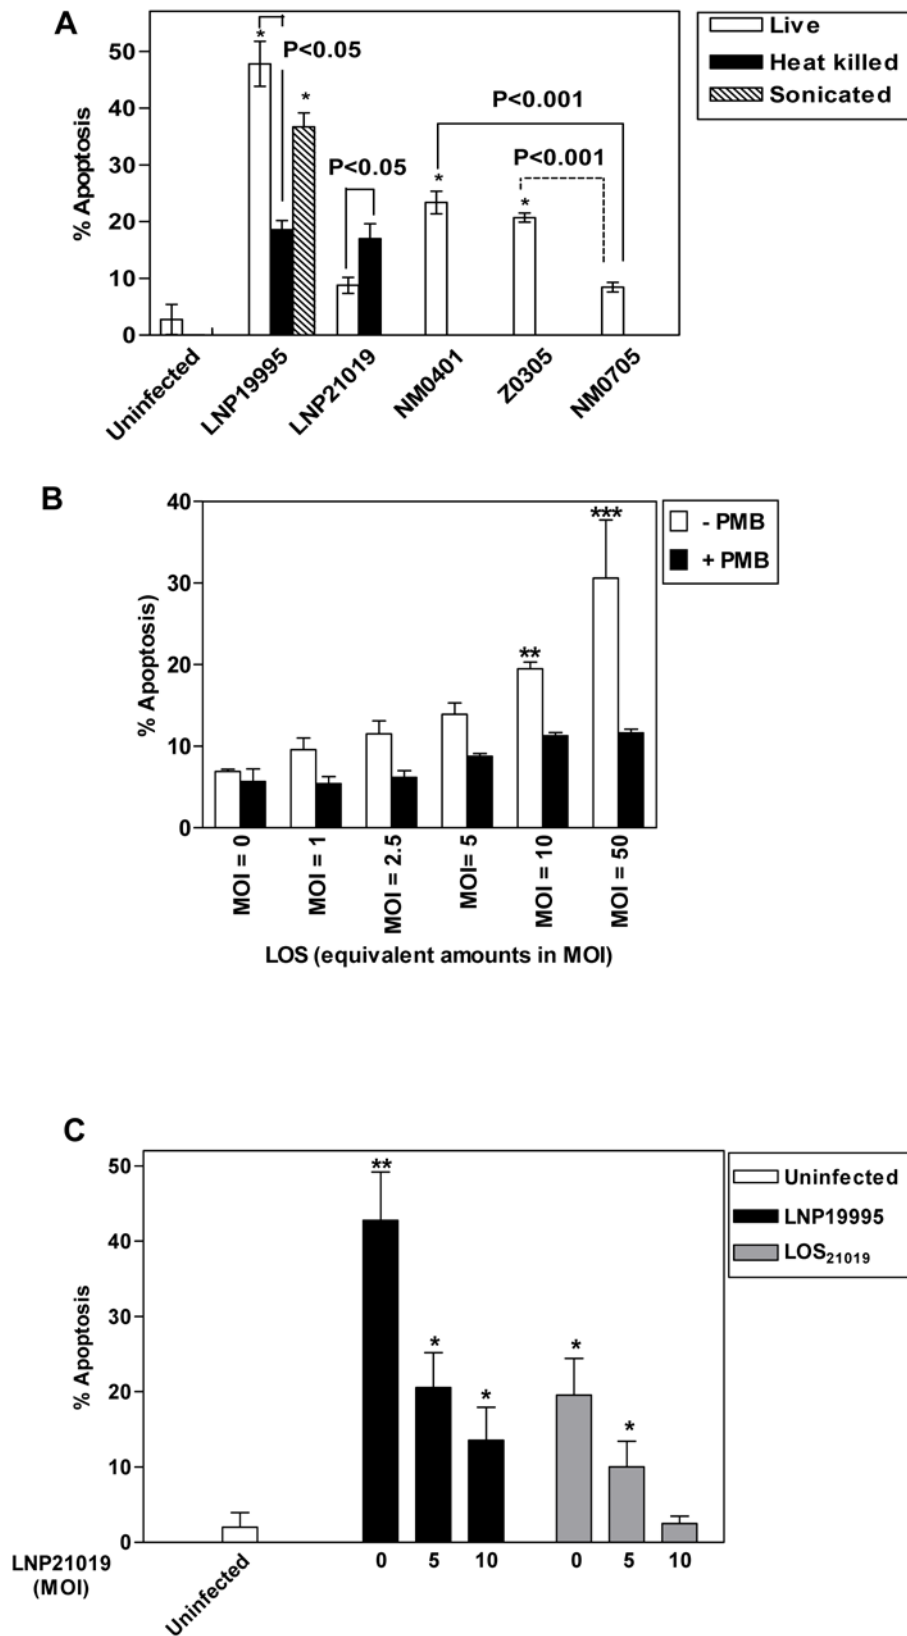 A
Live
Heat killed
Sonicated
% Apoptosis
50
40
30
20
10
0
*
P<0.05
*
P<0.05
P<0.001
*
P<0.001
*
Uninfected
LNP19995
LNP21019
NM0401
Z0305
NM0705
B
- PMB
+ PMB
% Apoptosis)
40
30
20
10
0
**
***
MOI = 0
MOI = 1
MOI = 2.5
MOI= 5
MOI = 10
MOI = 50
LOS (equivalent amounts in MOI)
C
Uninfected
LNP19995
LOS21019
% Apoptosis
50
40
30
20
10
0
**
*
*
*
*
LNP21019
(MOI)
Uninfected
0 5 10 0 5 10